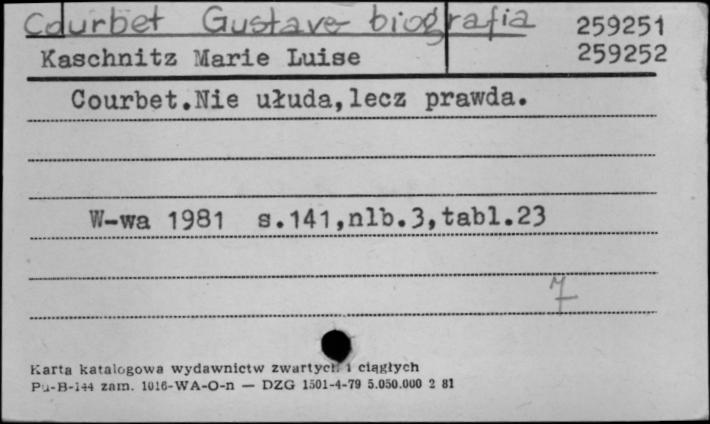 Courbet Gustave biografia 259251
Kaschnitz Marie Luise 259252
Courbet.Nie ułuda,lecz prawda.
W-wa 1981 s.141,nlb.3,tabl.23
7
Karta katalogowa wydawnictw zwartych i ciągłych
Pu-B-144 zam. 1016-WA-O-n — DZG 1501-4-79 5.050.000 2 81